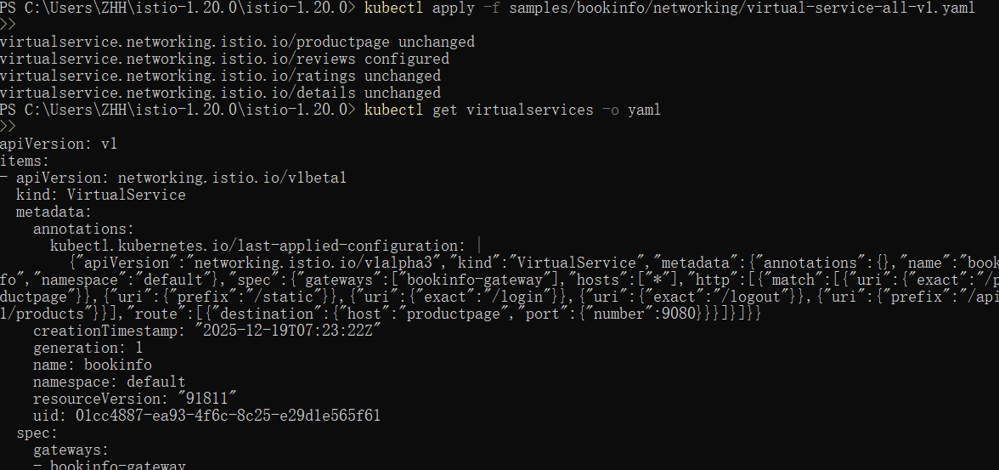 PS C:\Users\ZHH\istio-1.20.0\istio-1.20.0> kubectl apply -f samples/bookinfo/networking/virtual-service-all-v1.yaml
>>
virtualservice.networking.istio.io/productpage unchanged
virtualservice.networking.istio.io/reviews configured
virtualservice.networking.istio.io/ratings unchanged
virtualservice.networking.istio.io/details unchanged
PS C:\Users\ZHH\istio-1.20.0\istio-1.20.0> kubectl get virtualservices -o yaml
>>
apiVersion: v1
items:
- apiVersion: networking.istio.io/v1beta1
  kind: VirtualService
  metadata:
    annotations:
      kubectl.kubernetes.io/last-applied-configuration: |
        {"apiVersion":"networking.istio.io/v1alpha3","kind":"VirtualService","metadata":{"annotations":{},"name":"book
fo","namespace":"default"},"spec":{"gateways":["bookinfo-gateway"],"hosts":["*"],"http":[{"match":[{"uri":{"exact":"/p
ductpage"}},{"uri":{"prefix":"/static"}},{"uri":{"exact":"/login"}},{"uri":{"exact":"/logout"}},{"uri":{"prefix":"/api
1/products"}}],"route":[{"destination":{"host":"productpage","port":{"number":9080}}}]}]}}
    creationTimestamp: "2025-12-19T07:23:22Z"
    generation: 1
    name: bookinfo
    namespace: default
    resourceVersion: "91811"
    uid: 01cc4887-ea93-4f6c-8c25-e29d1e565f61
  spec:
    gateways:
    - bookinfo-gateway